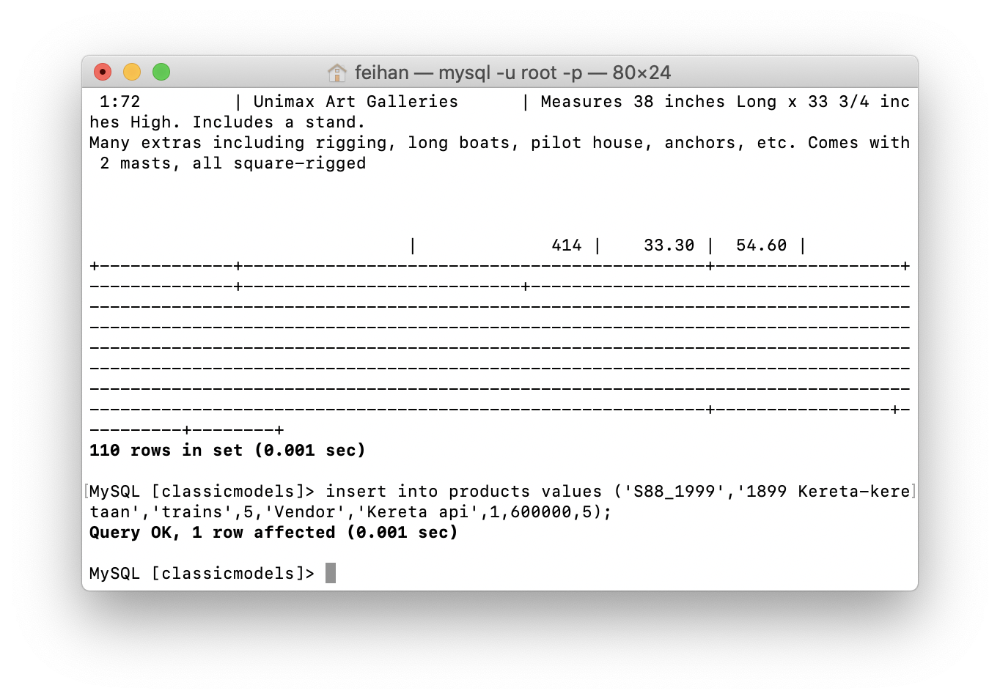 feihan — mysql -u root -p — 80×24
 1:72         | Unimax Art Galleries      | Measures 38 inches Long x 33 3/4 inc
hes High. Includes a stand.
Many extras including rigging, long boats, pilot house, anchors, etc. Comes with
 2 masts, all square-rigged
                               |             414 |    33.30 |  54.60 |
+-------------+---------------------------------------------+------------------+
--------------+---------------------------+-------------------------------------
--------------------------------------------------------------------------------
--------------------------------------------------------------------------------
--------------------------------------------------------------------------------
--------------------------------------------------------------------------------
--------------------------------------------------------------------------------
------------------------------------------------------------+-----------------+-
---------+--------+
110 rows in set (0.001 sec)
[MySQL [classicmodels]> insert into products values ('S88_1999','1899 Kereta-kere]
taan','trains',5,'Vendor','Kereta api',1,600000,5);
Query OK, 1 row affected (0.001 sec)
MySQL [classicmodels]>